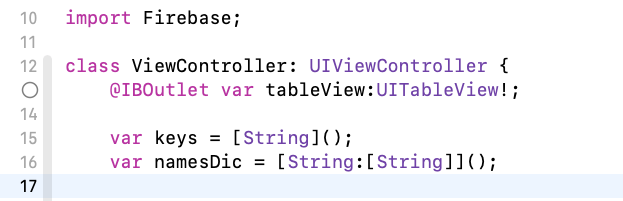 10 import Firebase;
11
12 class ViewController: UIViewController {
@IBOutlet var tableView:UITableView!;
14
15 var keys = [String]();
16 var namesDic = [String:[String]]();
17